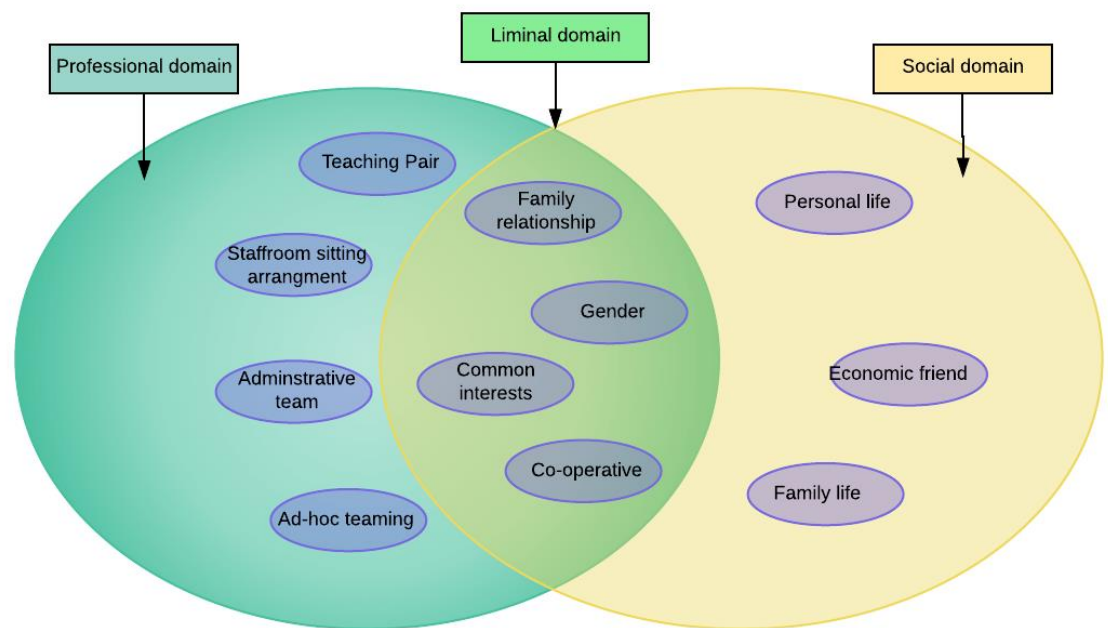 Liminal domain
Professional domain
Social domain
Teaching Pair
Family
relationship
Personal life
Staffroom sitting
arrangment
Gender
Common
interests
Economic friend
Adminstrative
team
Co-operative
Family life
Ad-hoc teaming